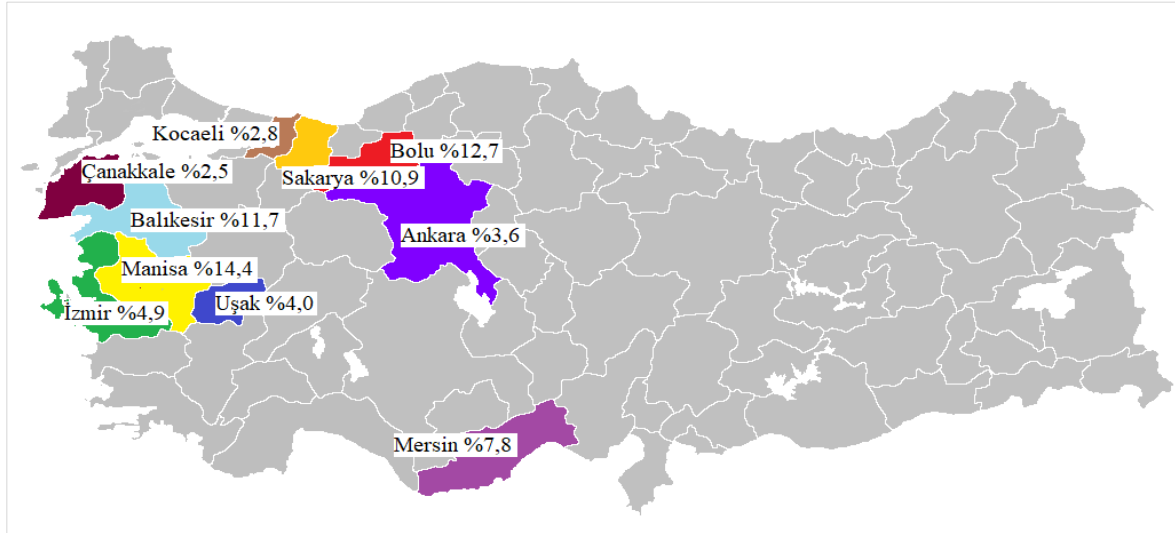 Kocaeli %2,8
Bolu %12,7
Çanakkale %2,5
Sakarya %10,9
Balıkesir %11,7
Ankara %3,6
Manisa %14,4
Uşak %4,0
İzmir %4,9
Mersin %7,8